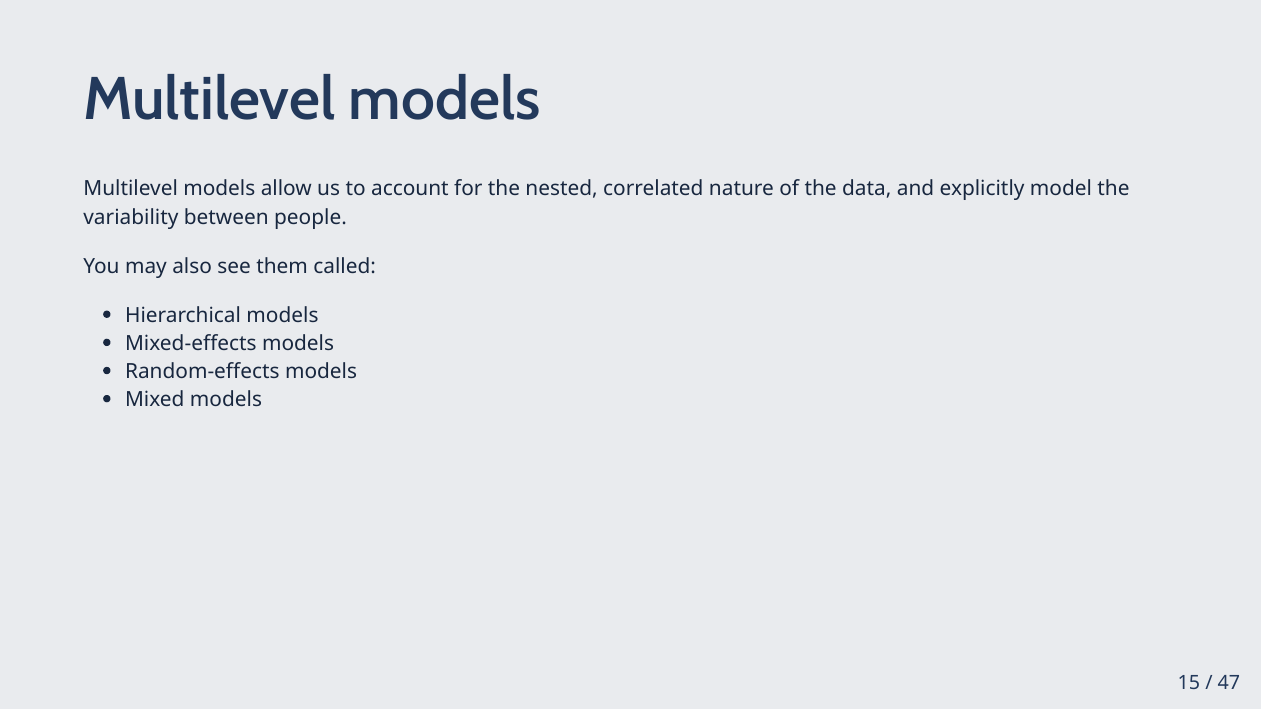 Multilevel models
Multilevel models allow us to account for the nested, correlated nature of the data, and explicitly model the
variability between people.
You may also see them called:
• Hierarchical models
• Mixed-effects models
• Random-effects models
• Mixed models
15 / 47